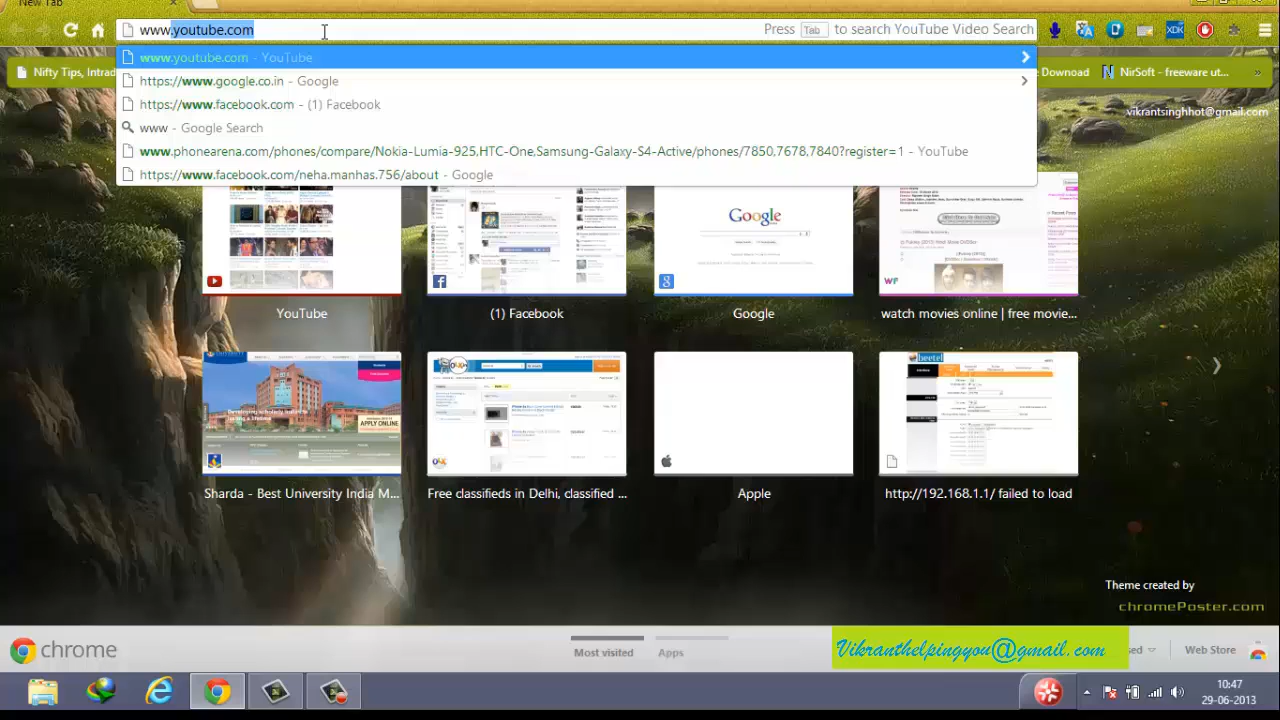 New Tab
www.youtube.com
Press Tab to search YouTube Video Search
www.youtube.com - YouTube
https://www.google.co.in - Google
https://www.facebook.com - (1) Facebook
www - Google Search
www.phonearena.com/phones/compare/Nokia-Lumia-925,HTC-One,Samsung-Galaxy-S4-Active/phones/7850,7678,7840?register=1 - YouTube
https://www.facebook.com/neha.manhas.756/about - Google
Nifty Tips, Intrad
NirSoft - freeware ut...
vikrantsinghhot@gmail.com
Google
YouTube
(1) Facebook
Google
watch movies online | free movie...
APPLY ONLINE
beetel
Sharda - Best University India M...
Free classifieds in Delhi, classified ...
Apple
http://192.168.1.1/ failed to load
Theme created by
chromePoster.com
chrome
Most visited
Apps
Vikranthelpingyou@gmail.com
Web Store
10:47
29-06-2013